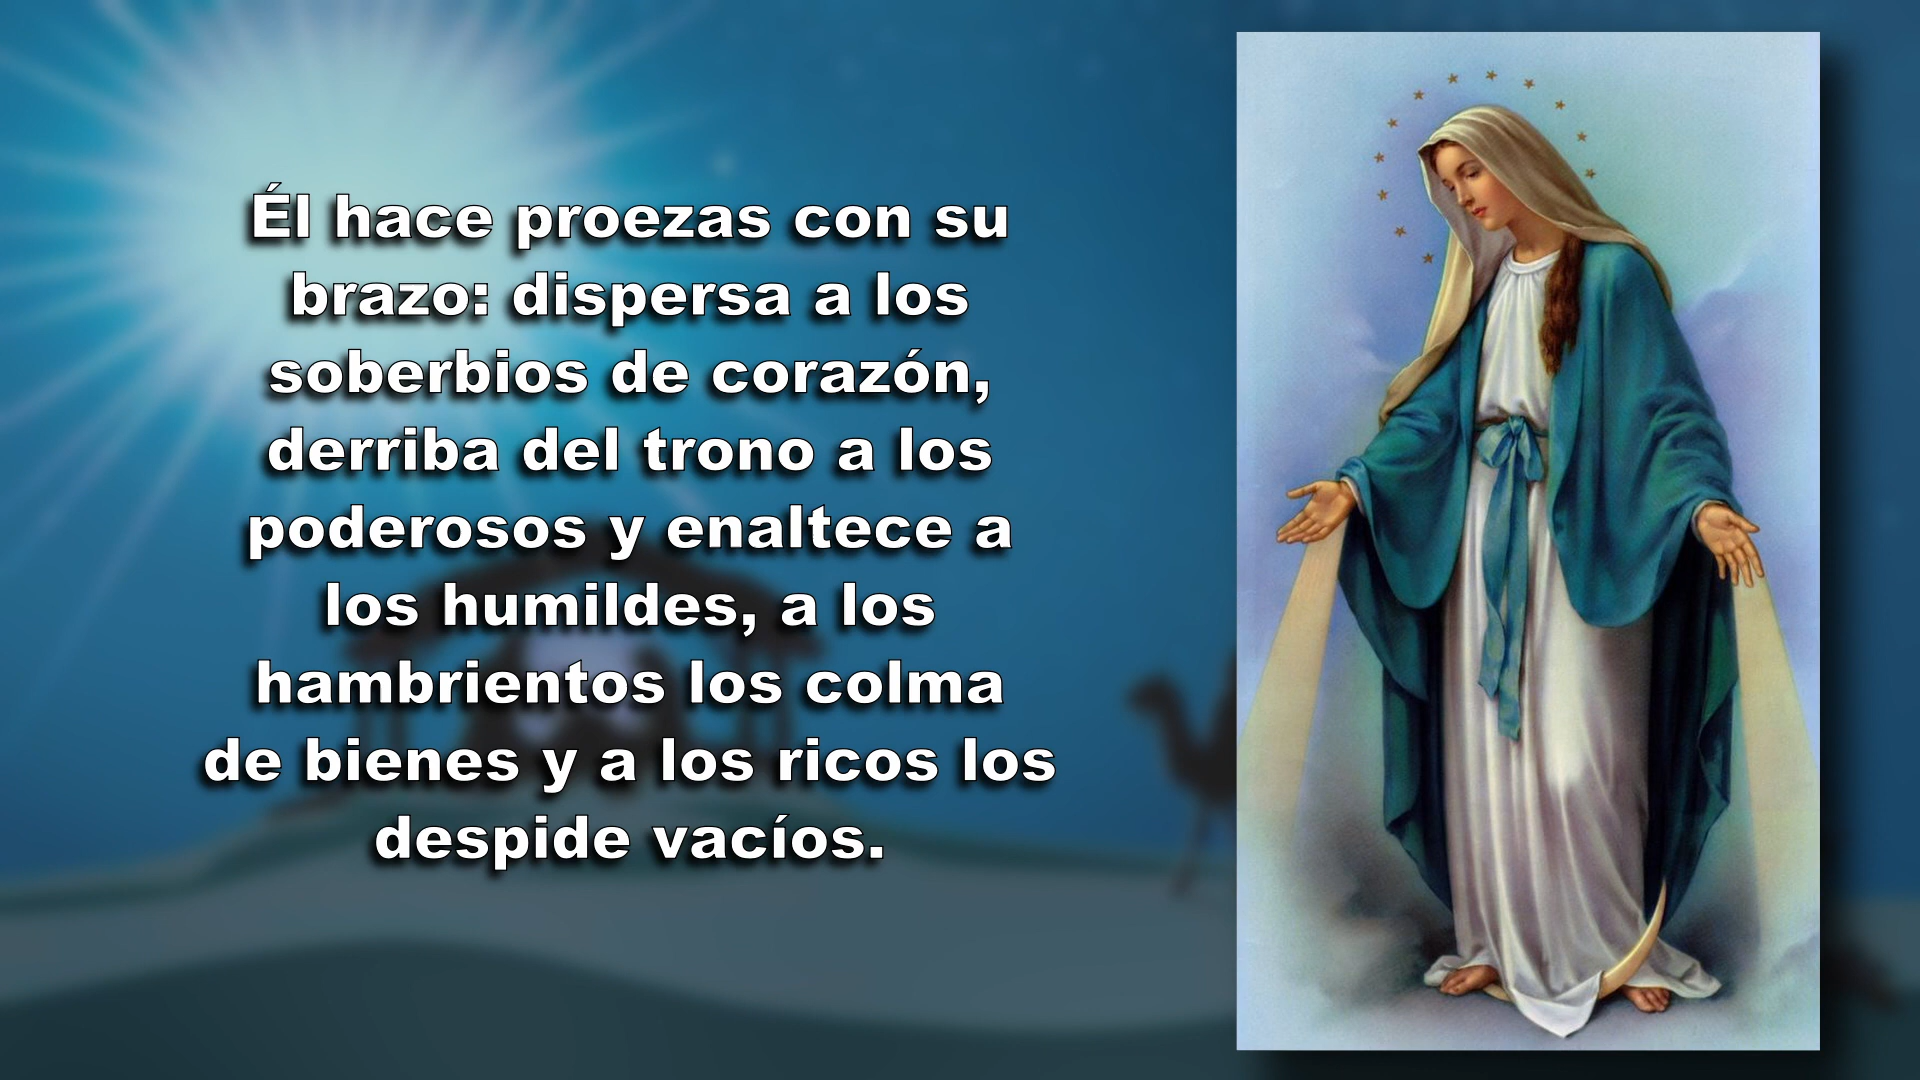 Él hace proezas con su
brazo: dispersa a los
soberbios de corazón,
derriba del trono a los
poderosos y enaltece a
los humildes, a los
hambrientos los colma
de bienes y a los ricos los
despide vacíos.